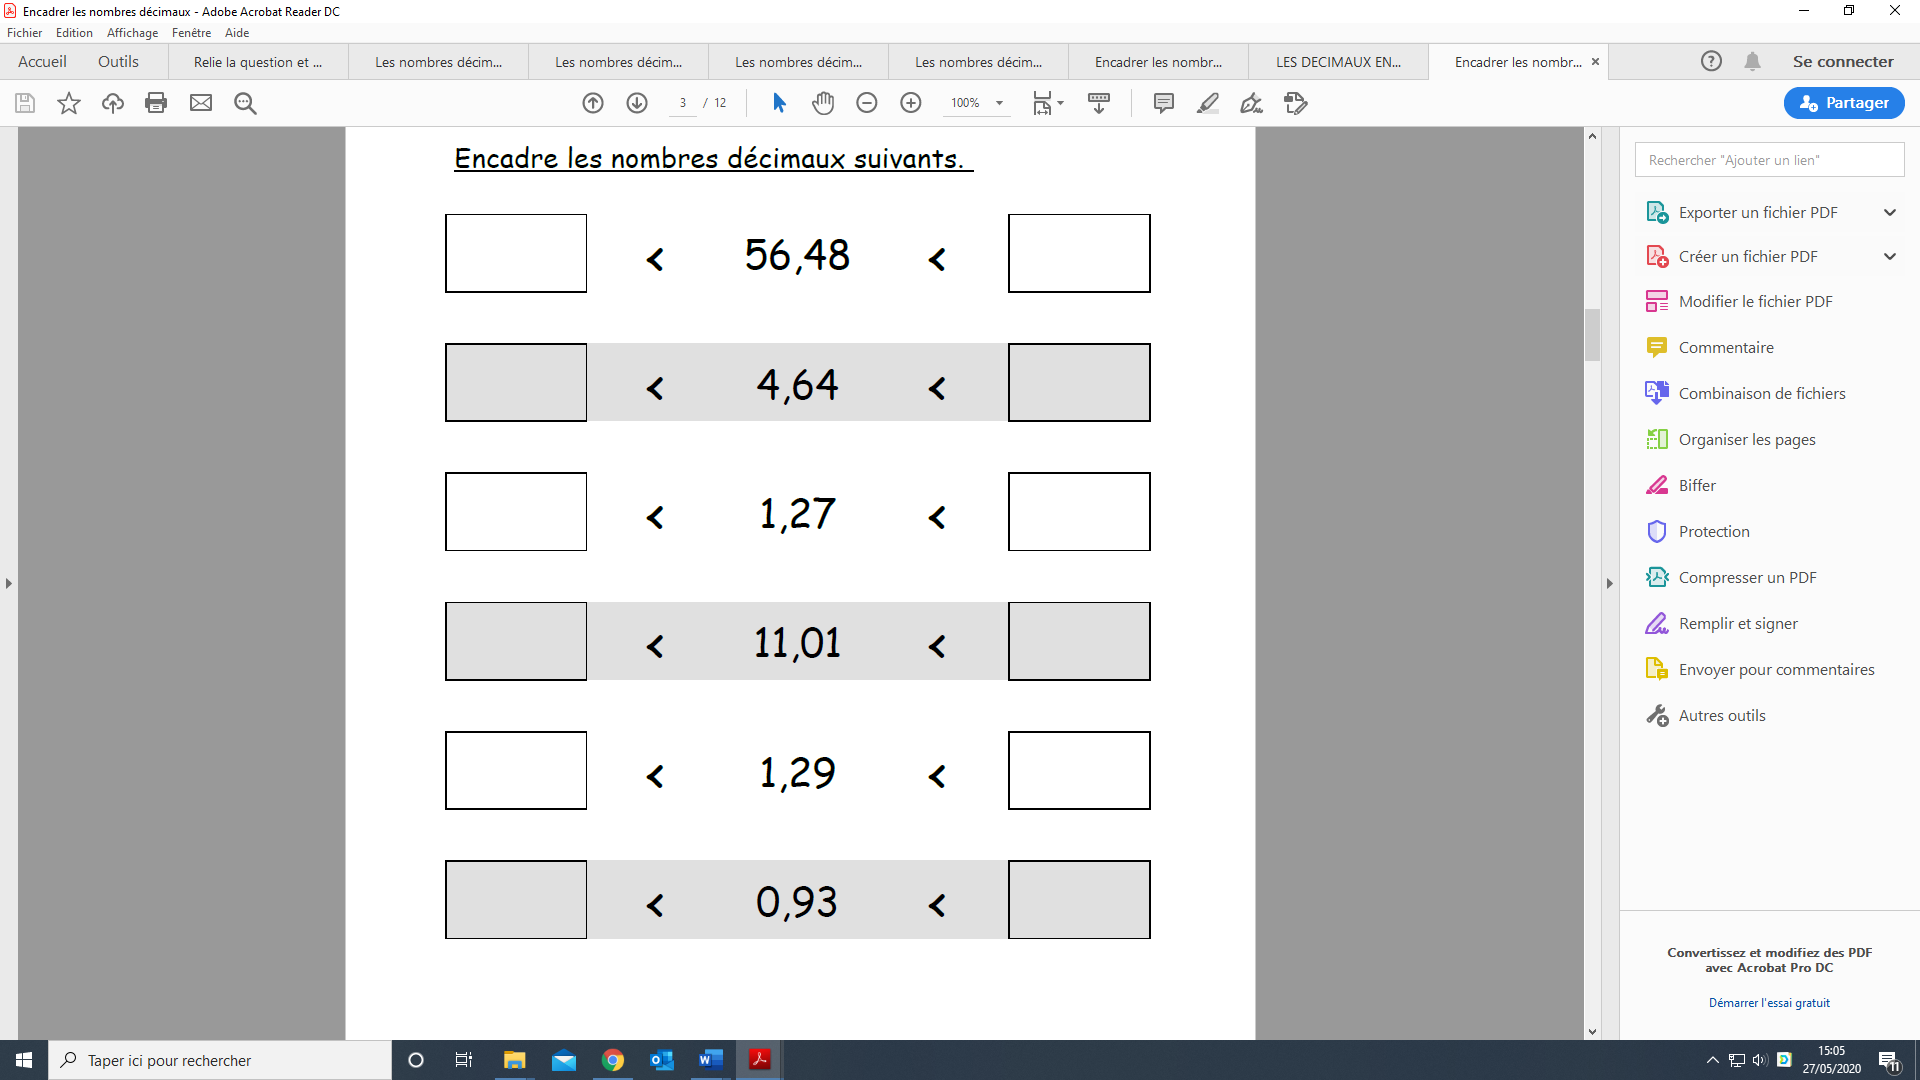 Encadrer les nombres décimaux - Adobe Acrobat Reader DC
Fichier Edition Affichage Fenêtre Aide
Accueil Outils Relie la question et ... Les nombres décim... Les nombres décim... Les nombres décim... Les nombres décim... Encadrer les nombr... LES DECIMAUX EN... Encadrer les nombr... × Se connecter
3 / 12 100% Partager
Encadre les nombres décimaux suivants.
< 56,48 <
< 4,64 <
< 1,27 <
< 11,01 <
< 1,29 <
< 0,93 <
Rechercher "Ajouter un lien"
Exporter un fichier PDF
Créer un fichier PDF
Modifier le fichier PDF
Commentaire
Combinaison de fichiers
Organiser les pages
Biffer
Protection
Compresser un PDF
Remplir et signer
Envoyer pour commentaires
Autres outils
Convertissez et modifiez des PDF
avec Acrobat Pro DC
Démarrer l'essai gratuit
Taper ici pour rechercher
15:05
27/05/2020
11